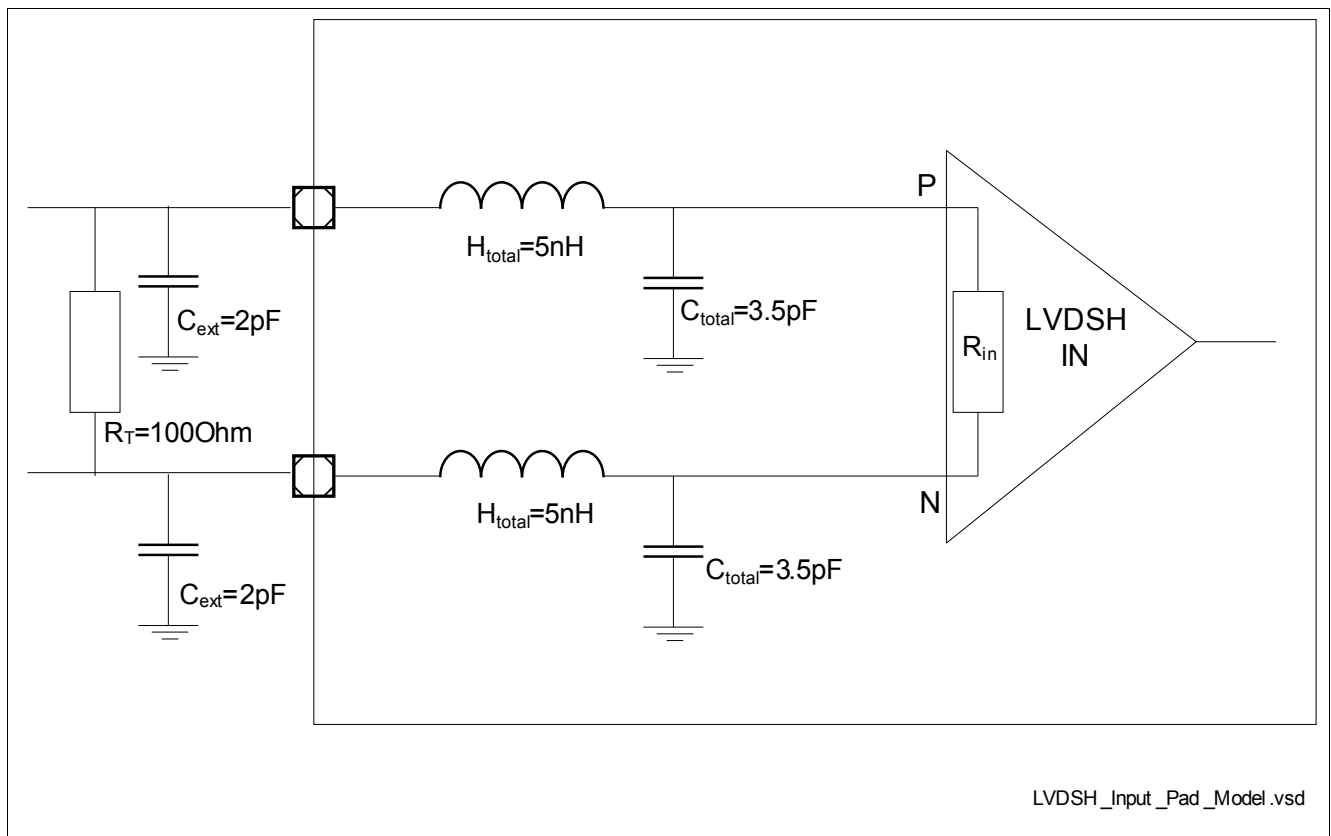 P
H_total=5nH
C_ext=2pF
C_total=3.5pF
LVDSH
IN
R_in
R_T=100Ohm
N
H_total=5nH
C_total=3.5pF
C_ext=2pF
LVDSH_Input_Pad_Model.vsd